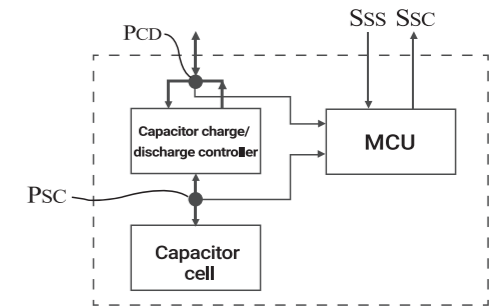 PCD
SSS SSC
Capacitor charge/
discharge controller
MCU
PSC
Capacitor
cell